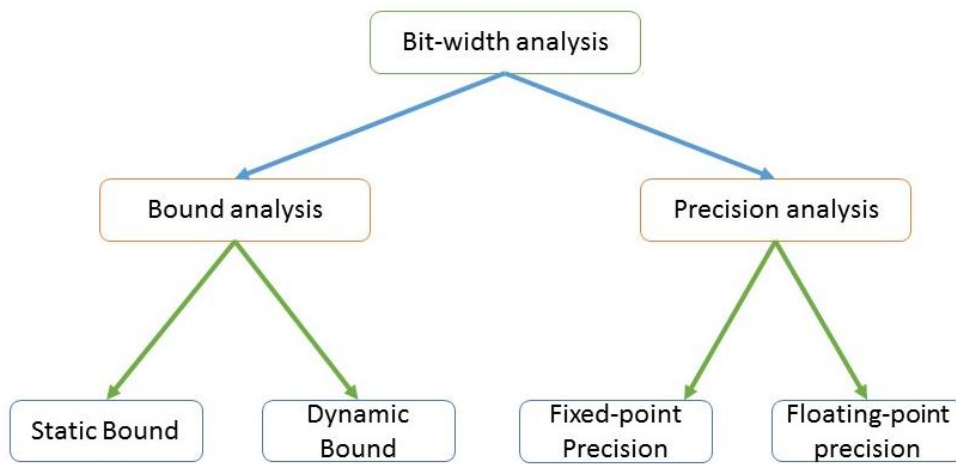 Bit-width analysis
Bound analysis
Precision analysis
Static Bound
Dynamic
Bound
Fixed-point
Precision
Floating-point
precision